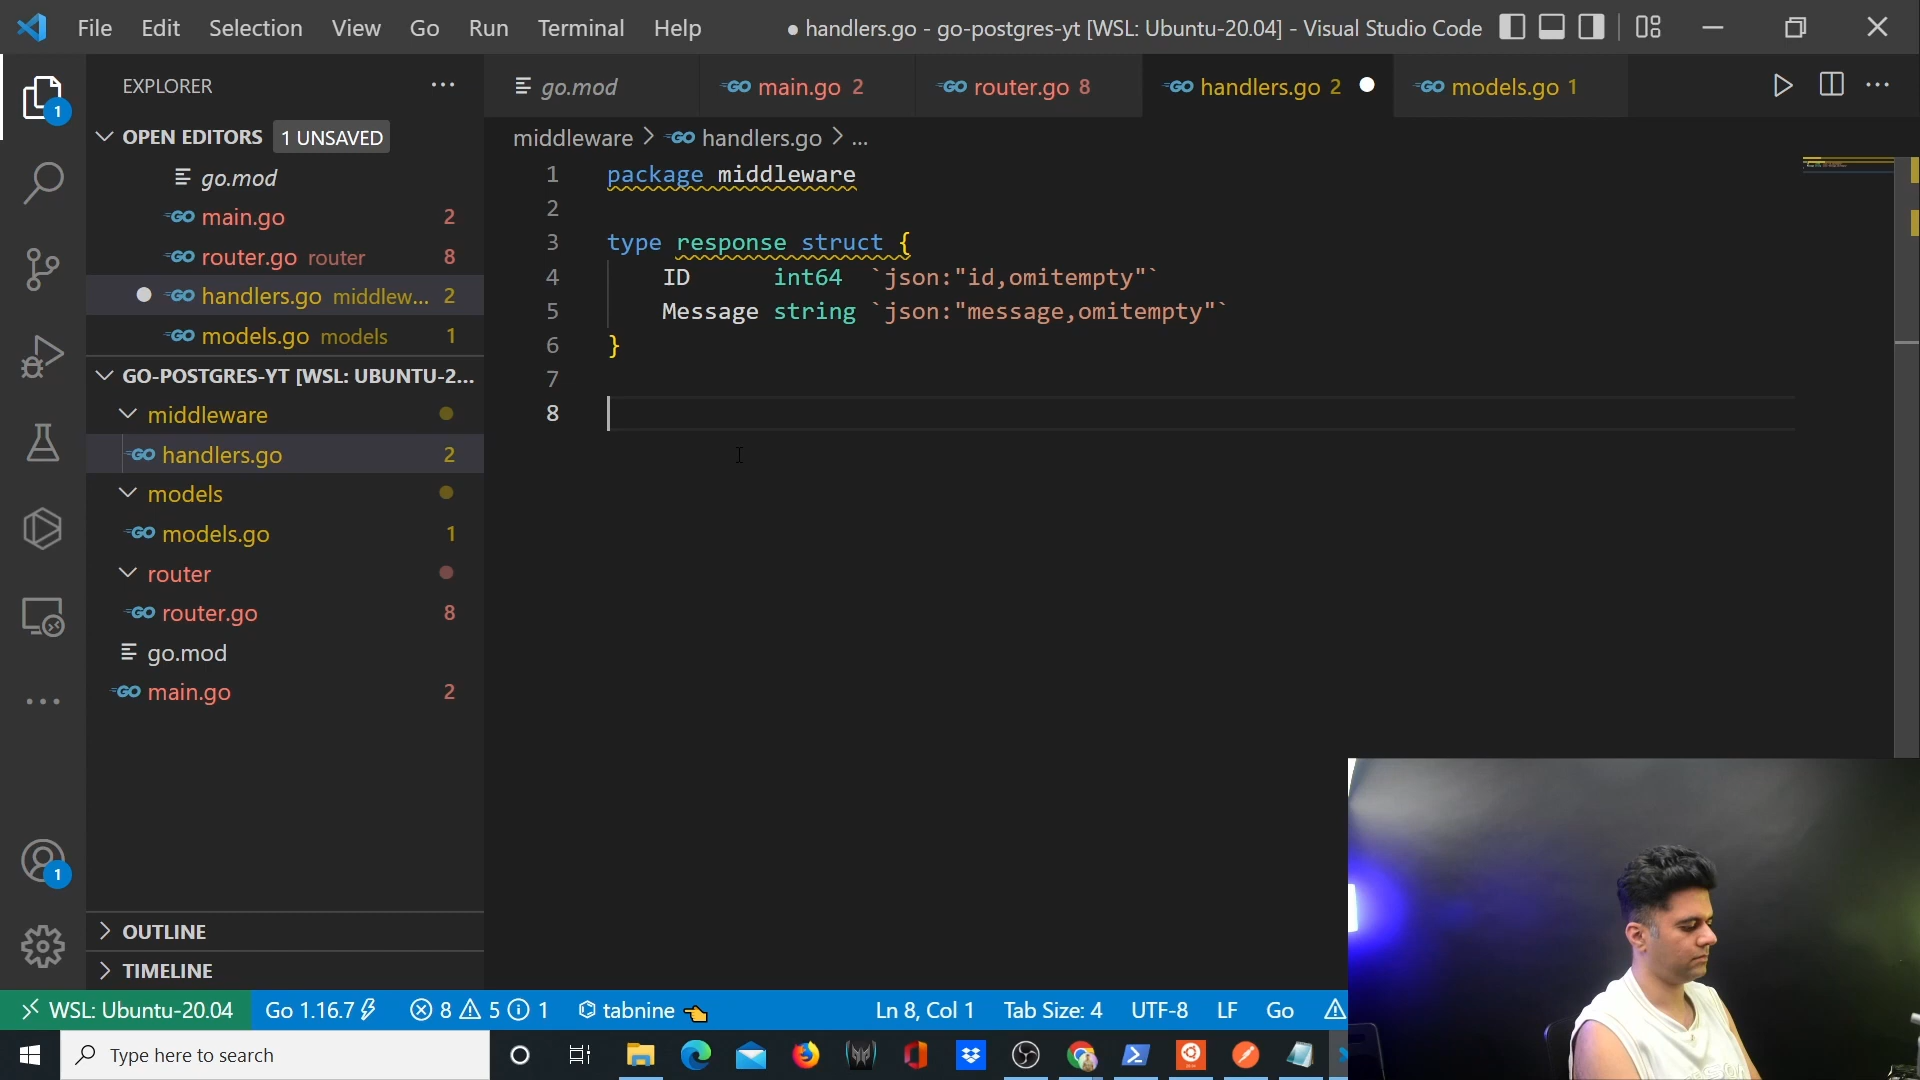 File Edit Selection View Go Run Terminal Help
● handlers.go - go-postgres-yt [WSL: Ubuntu-20.04] - Visual Studio Code
EXPLORER
OPEN EDITORS 1 UNSAVED
go.mod
main.go 2
router.go router 8
handlers.go middlew... 2
models.go models 1
GO-POSTGRES-YT [WSL: UBUNTU-2...
middleware
handlers.go 2
models
models.go 1
router
router.go 8
go.mod
main.go 2
OUTLINE
TIMELINE
1
1
go.mod main.go 2 router.go 8 handlers.go 2 models.go 1
middleware > handlers.go > ...
1 package middleware
2
3 type response struct {
4 ID int64 `json:"id,omitempty"`
5 Message string `json:"message,omitempty"`
6 }
7
8
WSL: Ubuntu-20.04 Go 1.16.7 8 5 1 tabnine Ln 8, Col 1 Tab Size: 4 UTF-8 LF Go
Type here to search